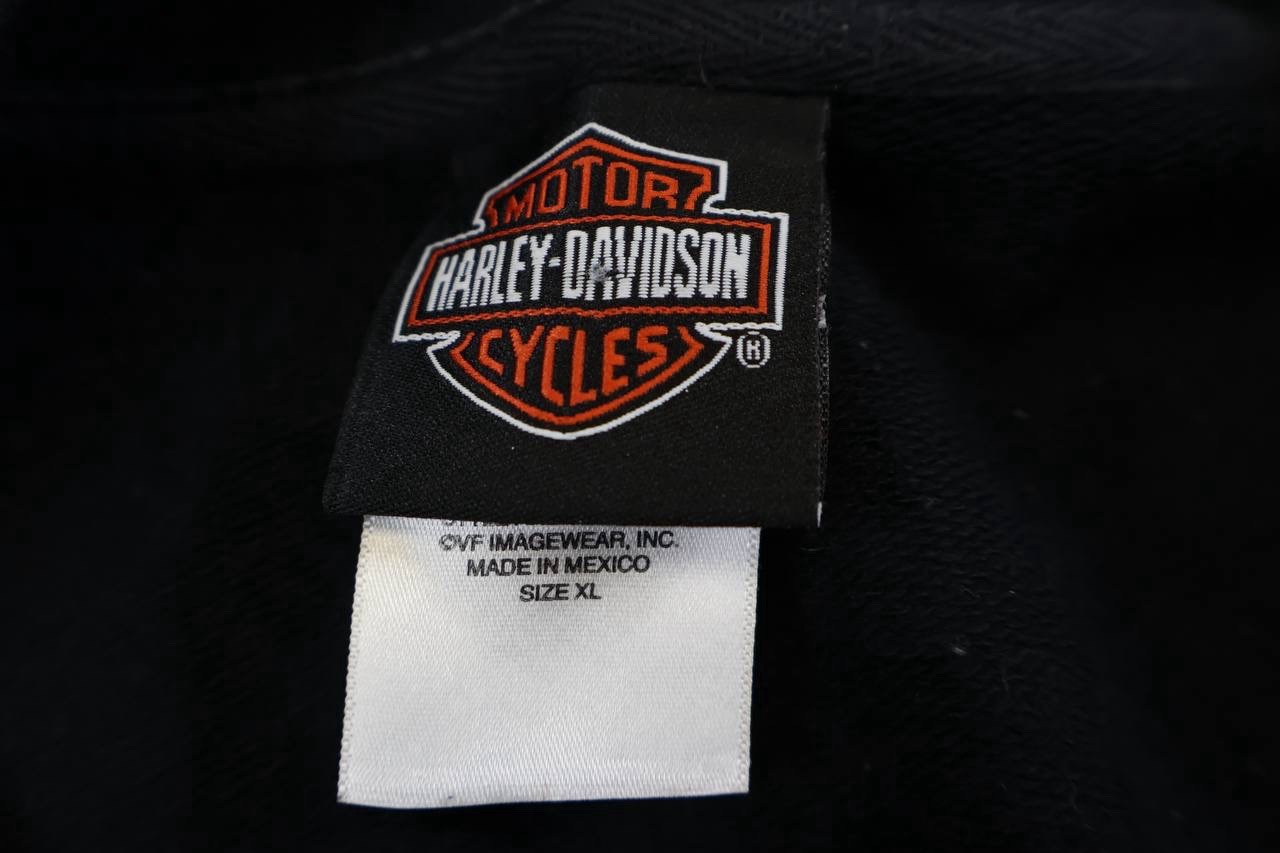 MOTOR
HARLEY-DAVIDSON
CYCLES
®
©VF IMAGEWEAR, INC.
MADE IN MEXICO
SIZE XL